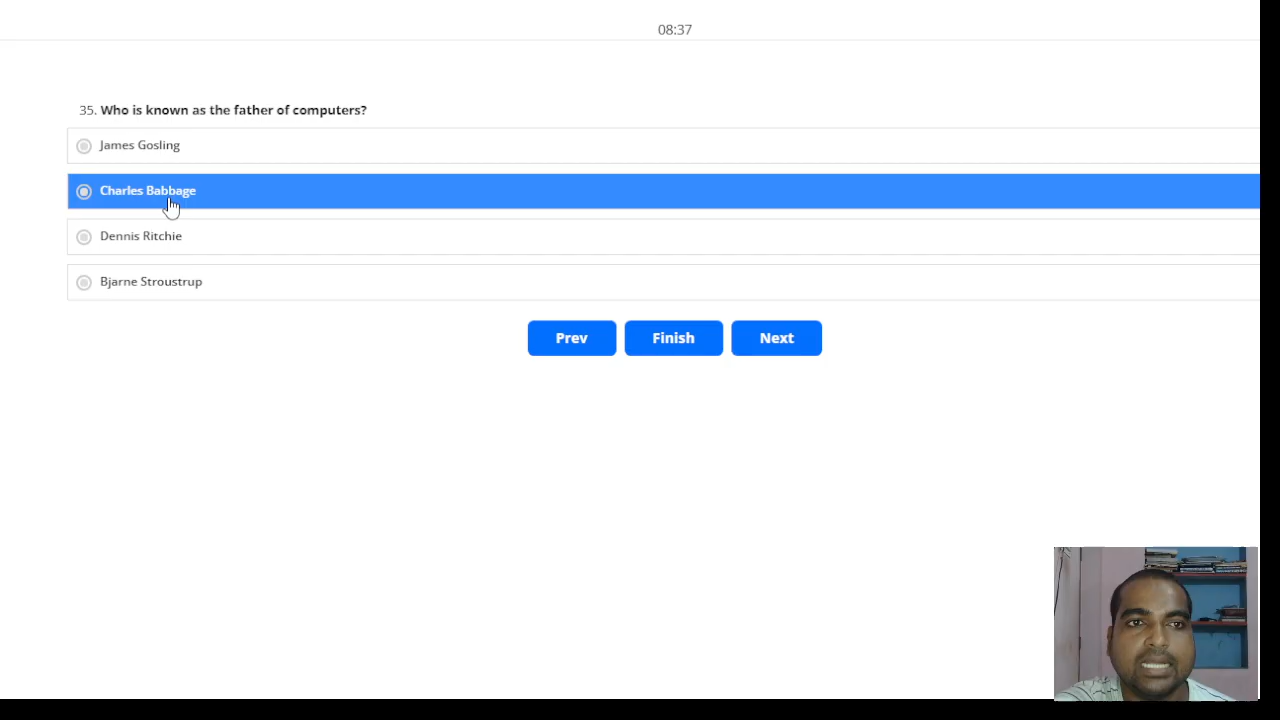 08:37
35. Who is known as the father of computers?
James Gosling
Charles Babbage
Dennis Ritchie
Bjarne Stroustrup
Prev Finish Next